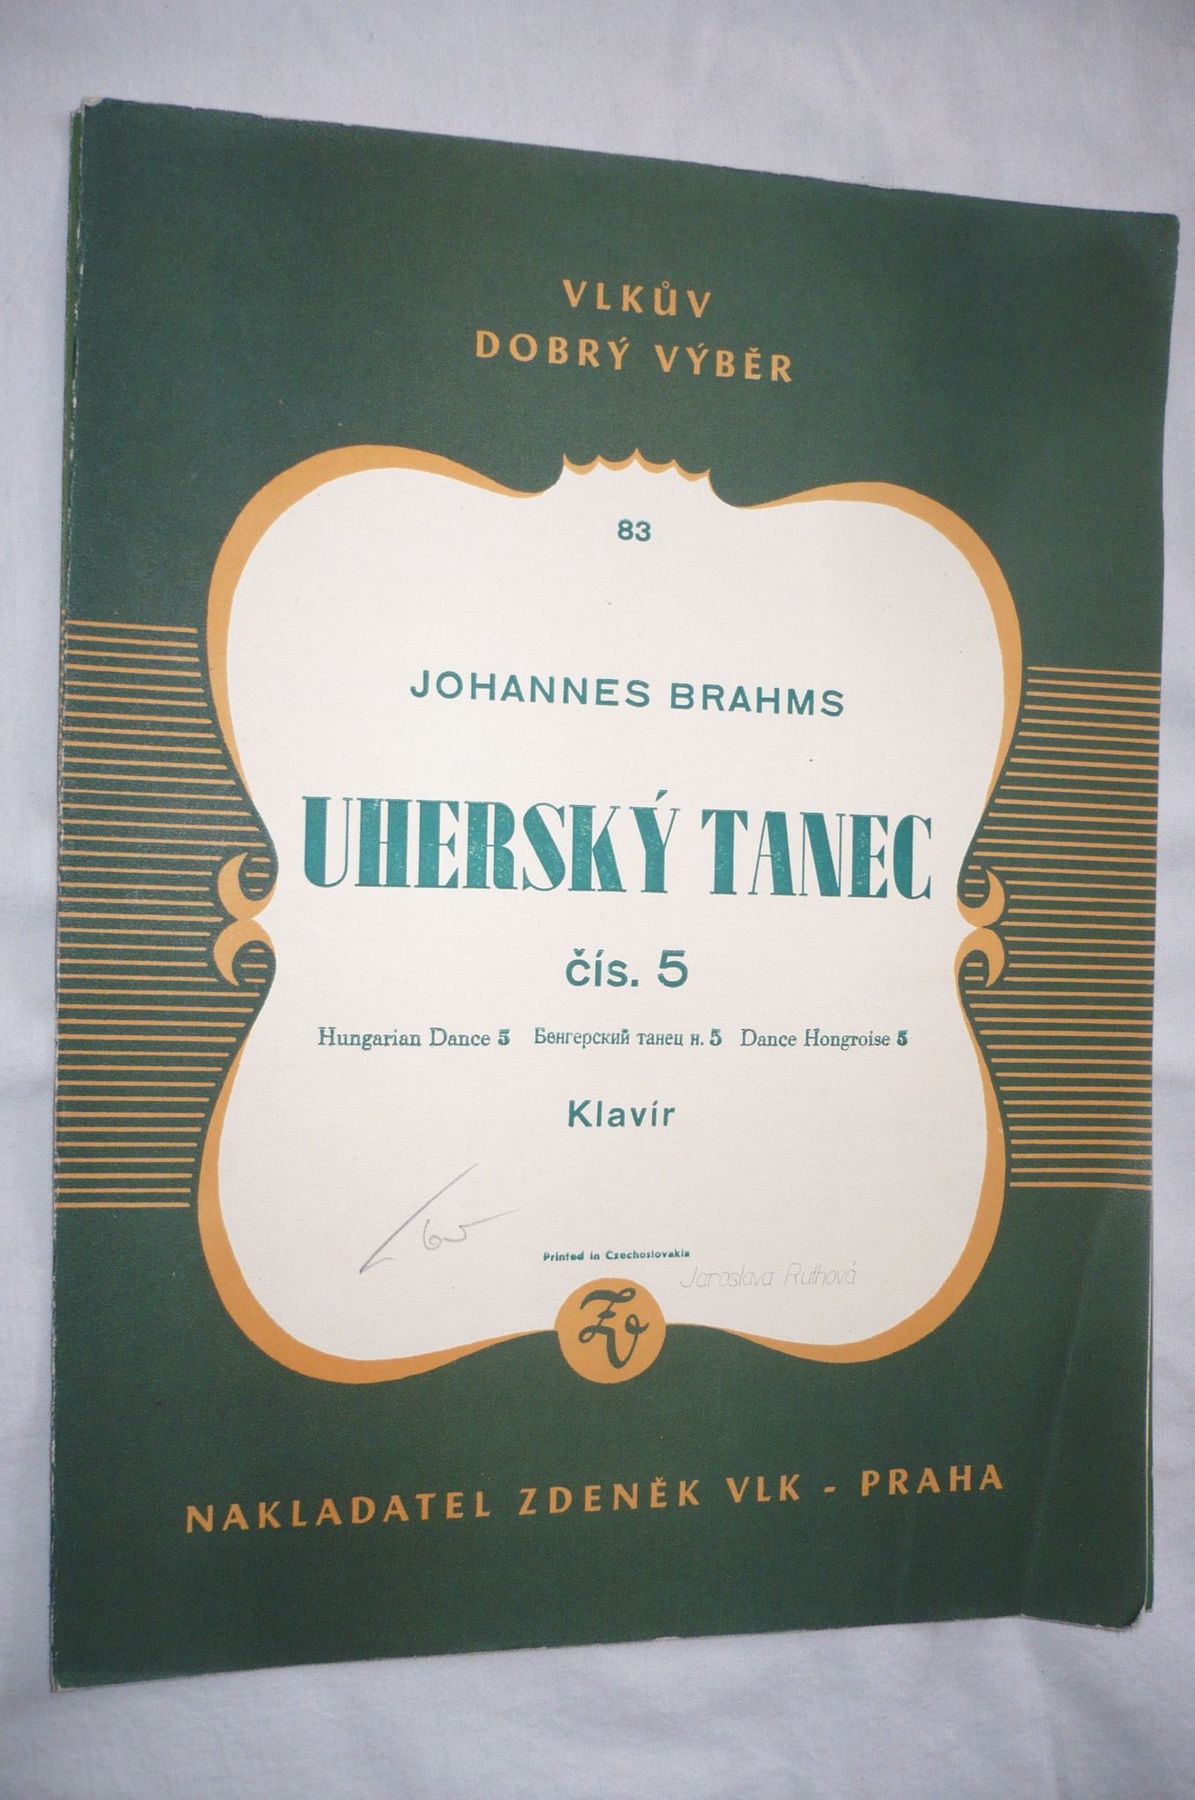 VLKŮV
DOBRÝ VÝBĚR
83
JOHANNES BRAHMS
UHERSKÝ TANEC
čís. 5
Hungarian Dance 5 Бенгерский танец н. 5 Dance Hongroise 5
Klavír
Printed in Czechoslovakia
Jaroslava Ruthová
Zv
NAKLADATEL ZDENĚK VLK - PRAHA